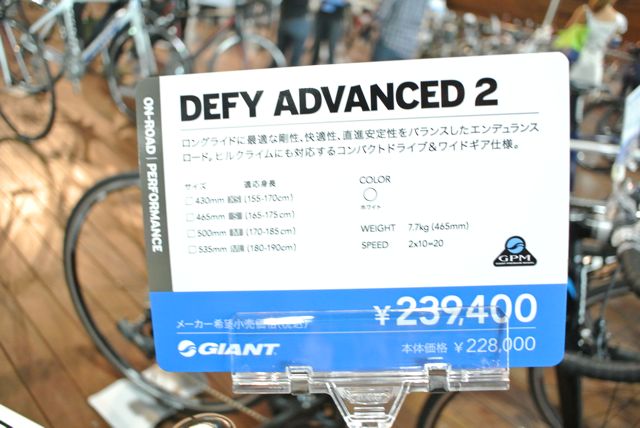 ON-ROAD | PERFORMANCE
DEFY ADVANCED 2
ロングライドに最適な剛性、快適性、直進安定性をバランスしたエンデュランス
ロード。ヒルクライムにも対応するコンパクトドライブ&ワイドギア仕様。
サイズ 適応身長
430mm (155-170cm)
465mm (165-175cm)
500mm (170-185cm)
535mm (180-190cm)
COLOR
ホワイト
WEIGHT 7.7kg (465mm)
SPEED 2x10=20
GPM
メーカー希望小売価格(税込) ¥239,400
GIANT 本体価格 ¥228,000